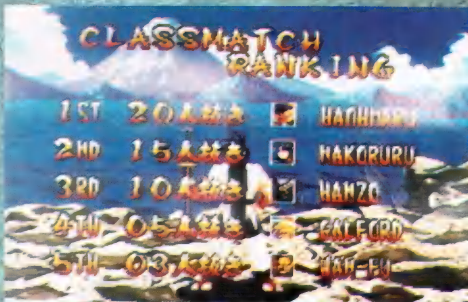 CLASSMATCH
RANKING
1ST 20人抜き HAOHMARU
2ND 15人抜き NAKORURU
3RD 10人抜き HANZO
4TH 05人抜き GALFORD
5TH 03人抜き WAN-FU